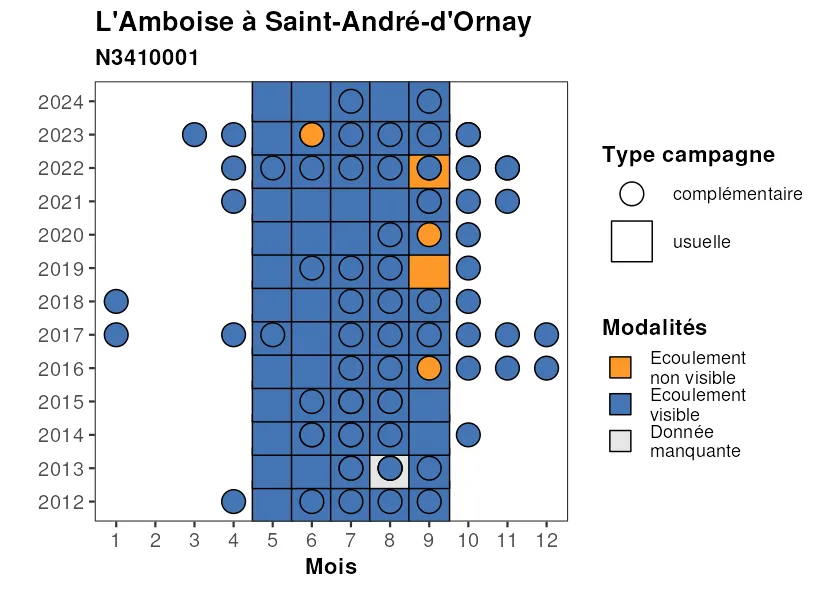 L'Amboise à Saint-André-d'Ornay
N3410001
2024
2023
2022
2021
2020
2019
2018
2017
2016
2015
2014
2013
2012
1 2 3 4 5 6 7 8 9 10 11 12
Mois
Type campagne
complémentaire
usuelle
Modalités
Ecoulement
non visible
Ecoulement
visible
Donnée
manquante